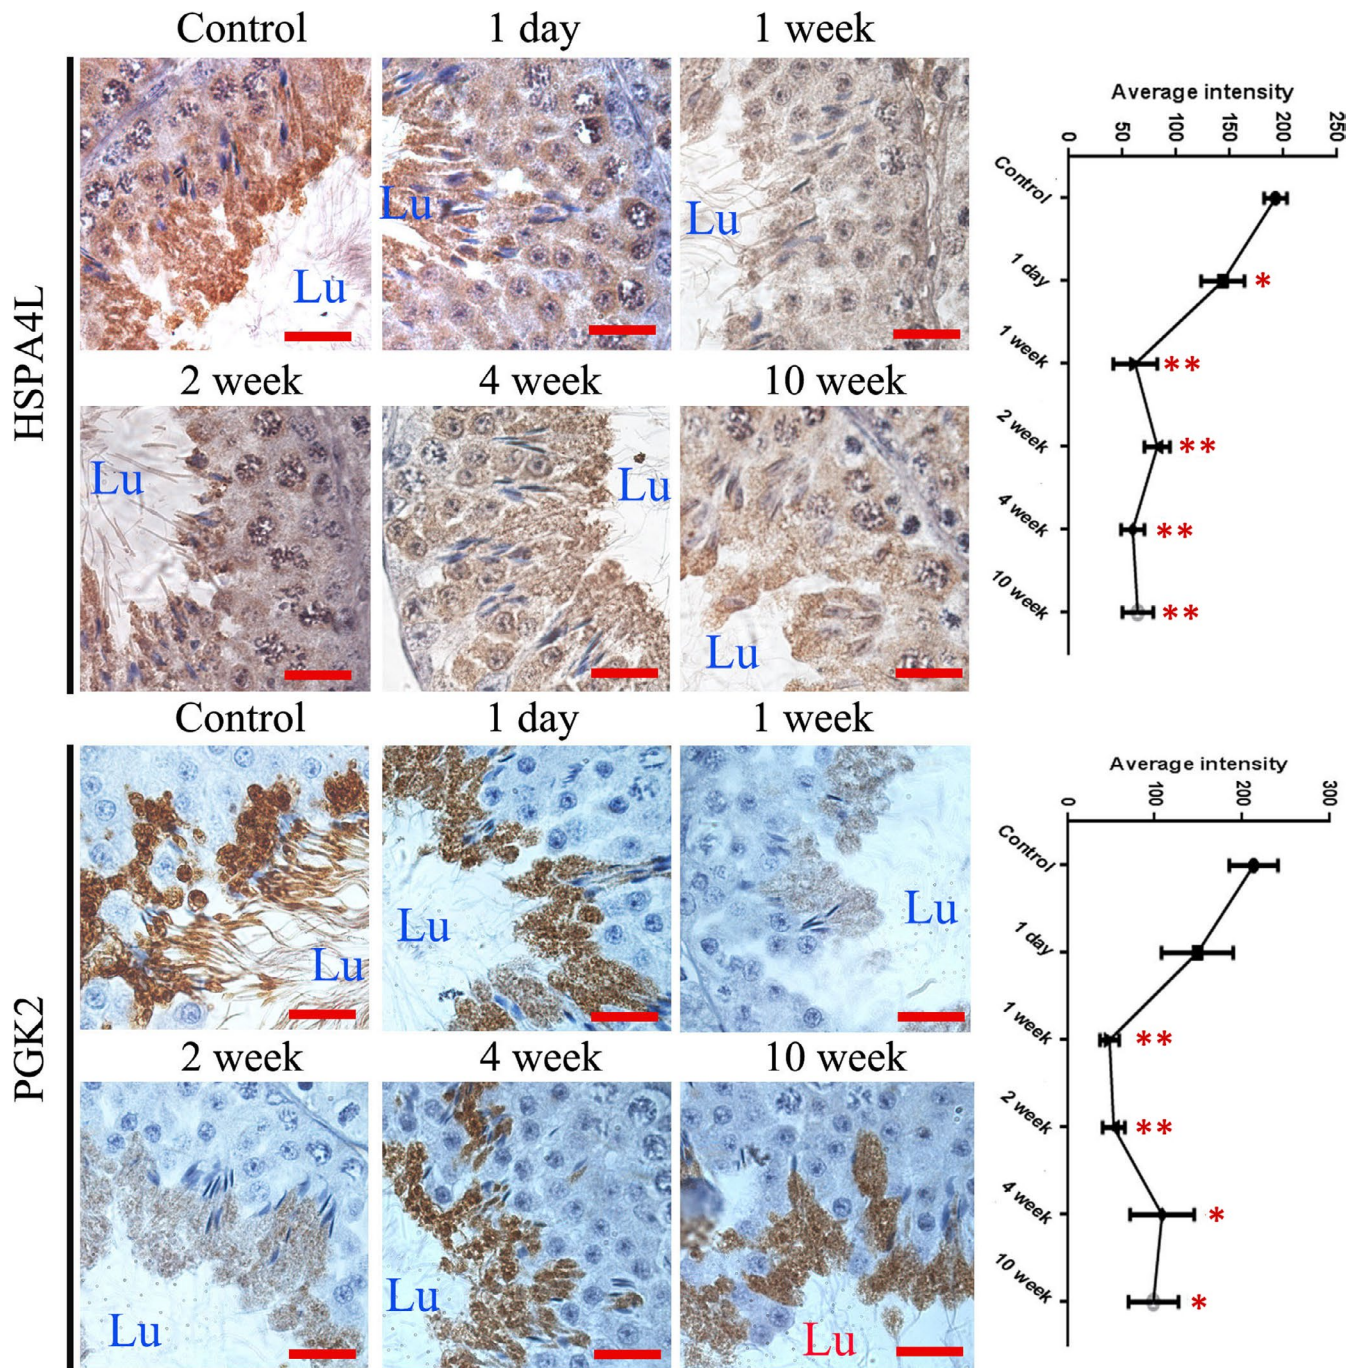 Control 1 day 1 week
HSPA4L
Lu Lu Lu
2 week 4 week 10 week
Lu Lu Lu
Average intensity
0 50 100 150 200 250
Control
1 day *
1 week **
2 week **
4 week **
10 week **
Control 1 day 1 week
PGK2
Lu Lu Lu
2 week 4 week 10 week
Lu Lu Lu
Average intensity
0 100 200 300
Control
1 day
1 week **
2 week **
4 week *
10 week *